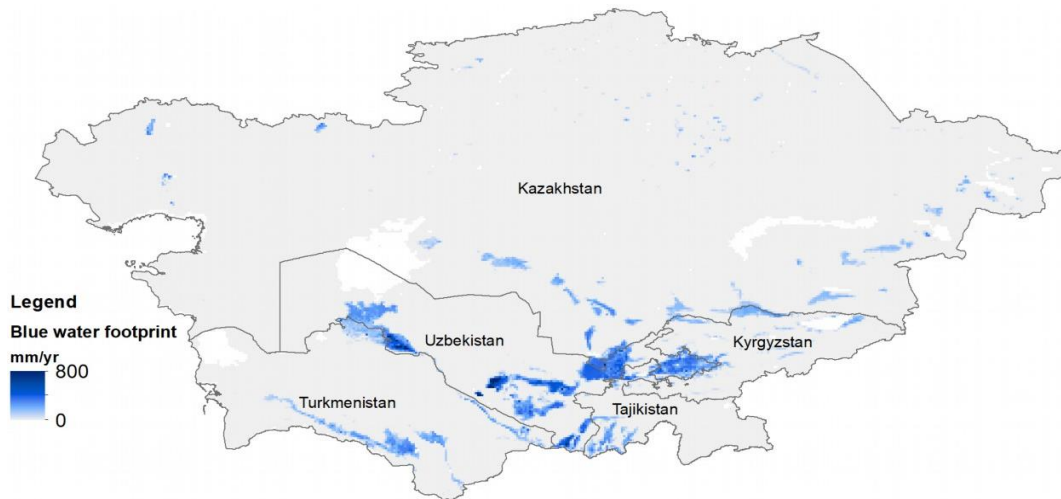 Kazakhstan
Legend
Blue water footprint
mm/yr
800
0
Uzbekistan
Kyrgyzstan
Turkmenistan
Tajikistan